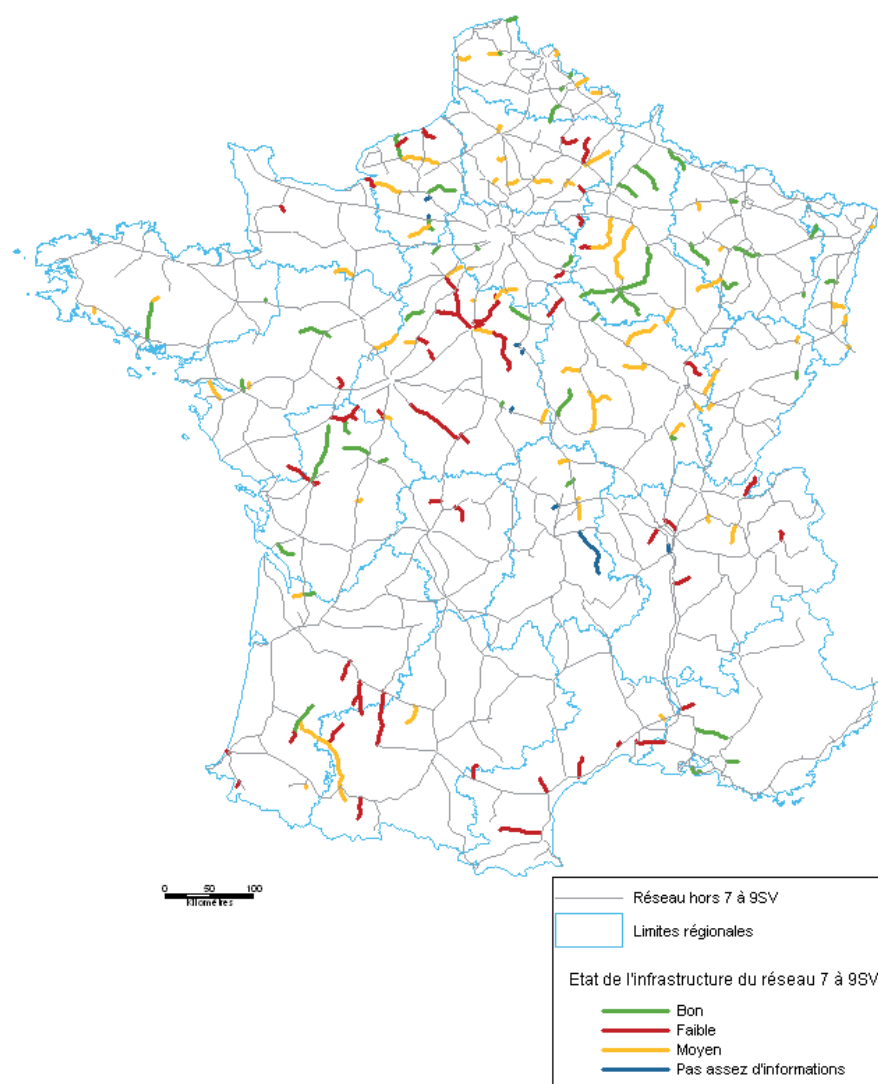 0 50 100
Kilomètres
Réseau hors 7 à 9SV
Limites régionales
Etat de l'infrastructure du réseau 7 à 9SV
Bon
Faible
Moyen
Pas assez d'informations